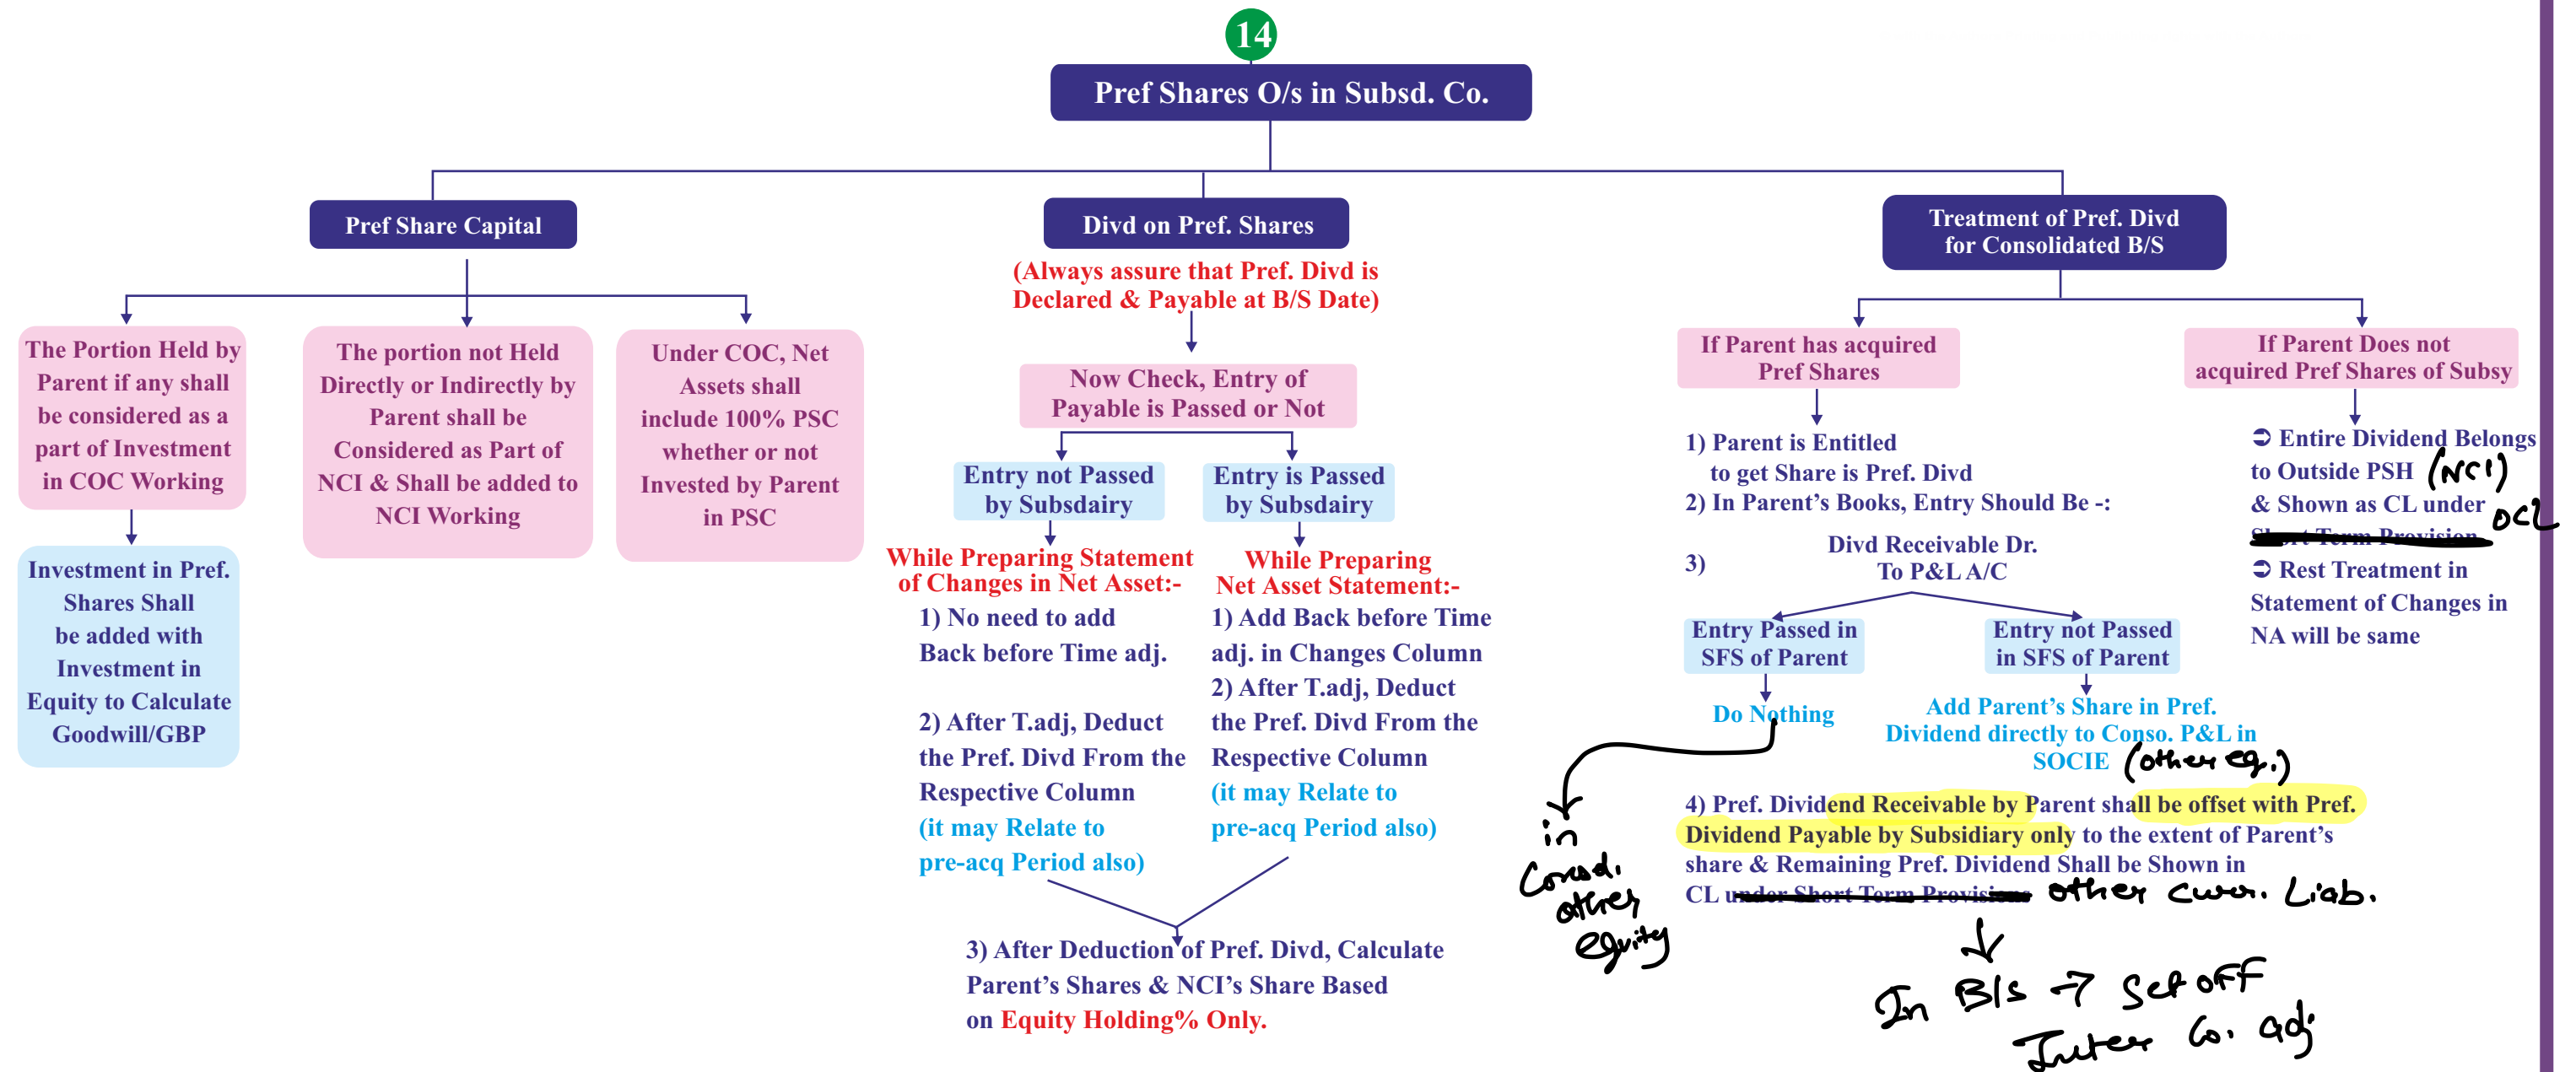 14
Pref Shares O/s in Subsd. Co.
Pref Share Capital
The Portion Held by
Parent if any shall
be considered as a
part of Investment
in COC Working
Investment in Pref.
Shares Shall
be added with
Investment in
Equity to Calculate
Goodwill/GBP
The portion not Held
Directly or Indirectly by
Parent shall be
Considered as Part of
NCI & Shall be added to
NCI Working
Under COC, Net
Assets shall
include 100% PSC
whether or not
Invested by Parent
in PSC
Divd on Pref. Shares
(Always assure that Pref. Divd is
Declared & Payable at B/S Date)
Now Check, Entry of
Payable is Passed or Not
Entry not Passed
by Subsdairy
While Preparing Statement
of Changes in Net Asset:-
1) No need to add
Back before Time adj.
2) After T.adj, Deduct
the Pref. Divd From the
Respective Column
(it may Relate to
pre-acq Period also)
Entry is Passed
by Subsdairy
While Preparing
Net Asset Statement:-
1) Add Back before Time
adj. in Changes Column
2) After T.adj, Deduct
the Pref. Divd From the
Respective Column
(it may Relate to
pre-acq Period also)
3) After Deduction of Pref. Divd, Calculate
Parent's Shares & NCI's Share Based
on Equity Holding% Only.
Treatment of Pref. Divd
for Consolidated B/S
If Parent has acquired
Pref Shares
1) Parent is Entitled
to get Share is Pref. Divd
2) In Parent's Books, Entry Should Be -:
3)
Divd Receivable Dr.
To P&L A/C
Entry Passed in
SFS of Parent
Do Nothing
in
Consd.
other
equity
Entry not Passed
in SFS of Parent
Add Parent's Share in Pref.
Dividend directly to Conso. P&L in
SOCIE (other eq.)
4) Pref. Dividend Receivable by Parent shall be offset with Pref.
Dividend Payable by Subsidiary only to the extent of Parent's
share & Remaining Pref. Dividend Shall be Shown in
CL under Short Term Provisions other curr. Liab.
In B/s → Set off
Inter Co. adj
If Parent Does not
acquired Pref Shares of Subsy
➲ Entire Dividend Belongs
to Outside PSH (NCI)
& Shown as CL under OCL
Short Term Provision
➲ Rest Treatment in
Statement of Changes in
NA will be same